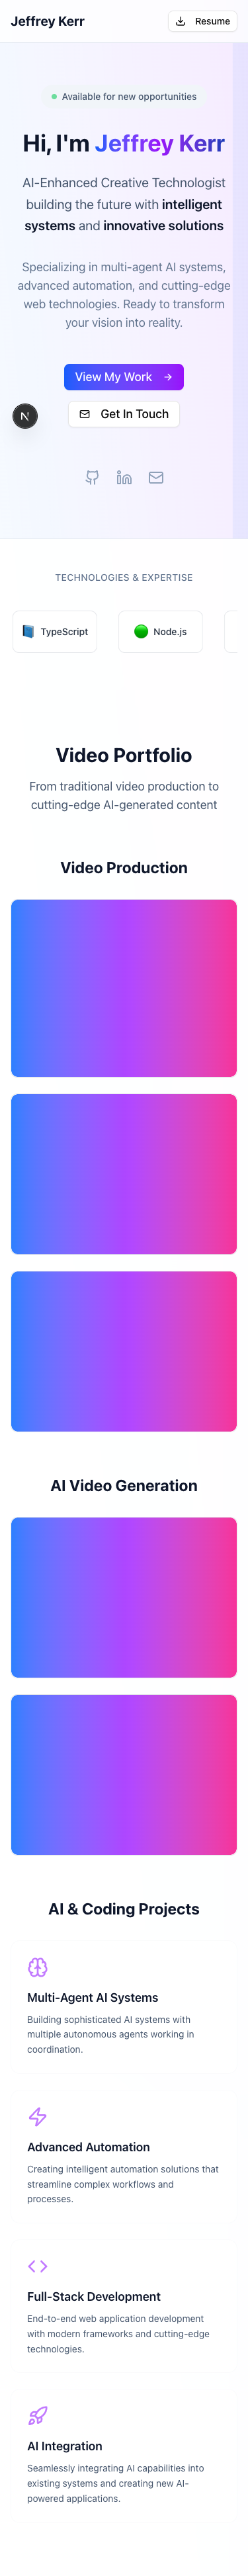 Jeffrey Kerr
Resume
Available for new opportunities
Hi, I'm Jeffrey Kerr
AI-Enhanced Creative Technologist
building the future with intelligent
systems and innovative solutions
Specializing in multi-agent AI systems,
advanced automation, and cutting-edge
web technologies. Ready to transform
your vision into reality.
View My Work
N
Get In Touch
TECHNOLOGIES & EXPERTISE
TypeScript
Node.js
Video Portfolio
From traditional video production to
cutting-edge AI-generated content
Video Production
AI Video Generation
AI & Coding Projects
Multi-Agent AI Systems
Building sophisticated AI systems with
multiple autonomous agents working in
coordination.
Advanced Automation
Creating intelligent automation solutions that
streamline complex workflows and
processes.
Full-Stack Development
End-to-end web application development
with modern frameworks and cutting-edge
technologies.
AI Integration
Seamlessly integrating AI capabilities into
existing systems and creating new AI-
powered applications.